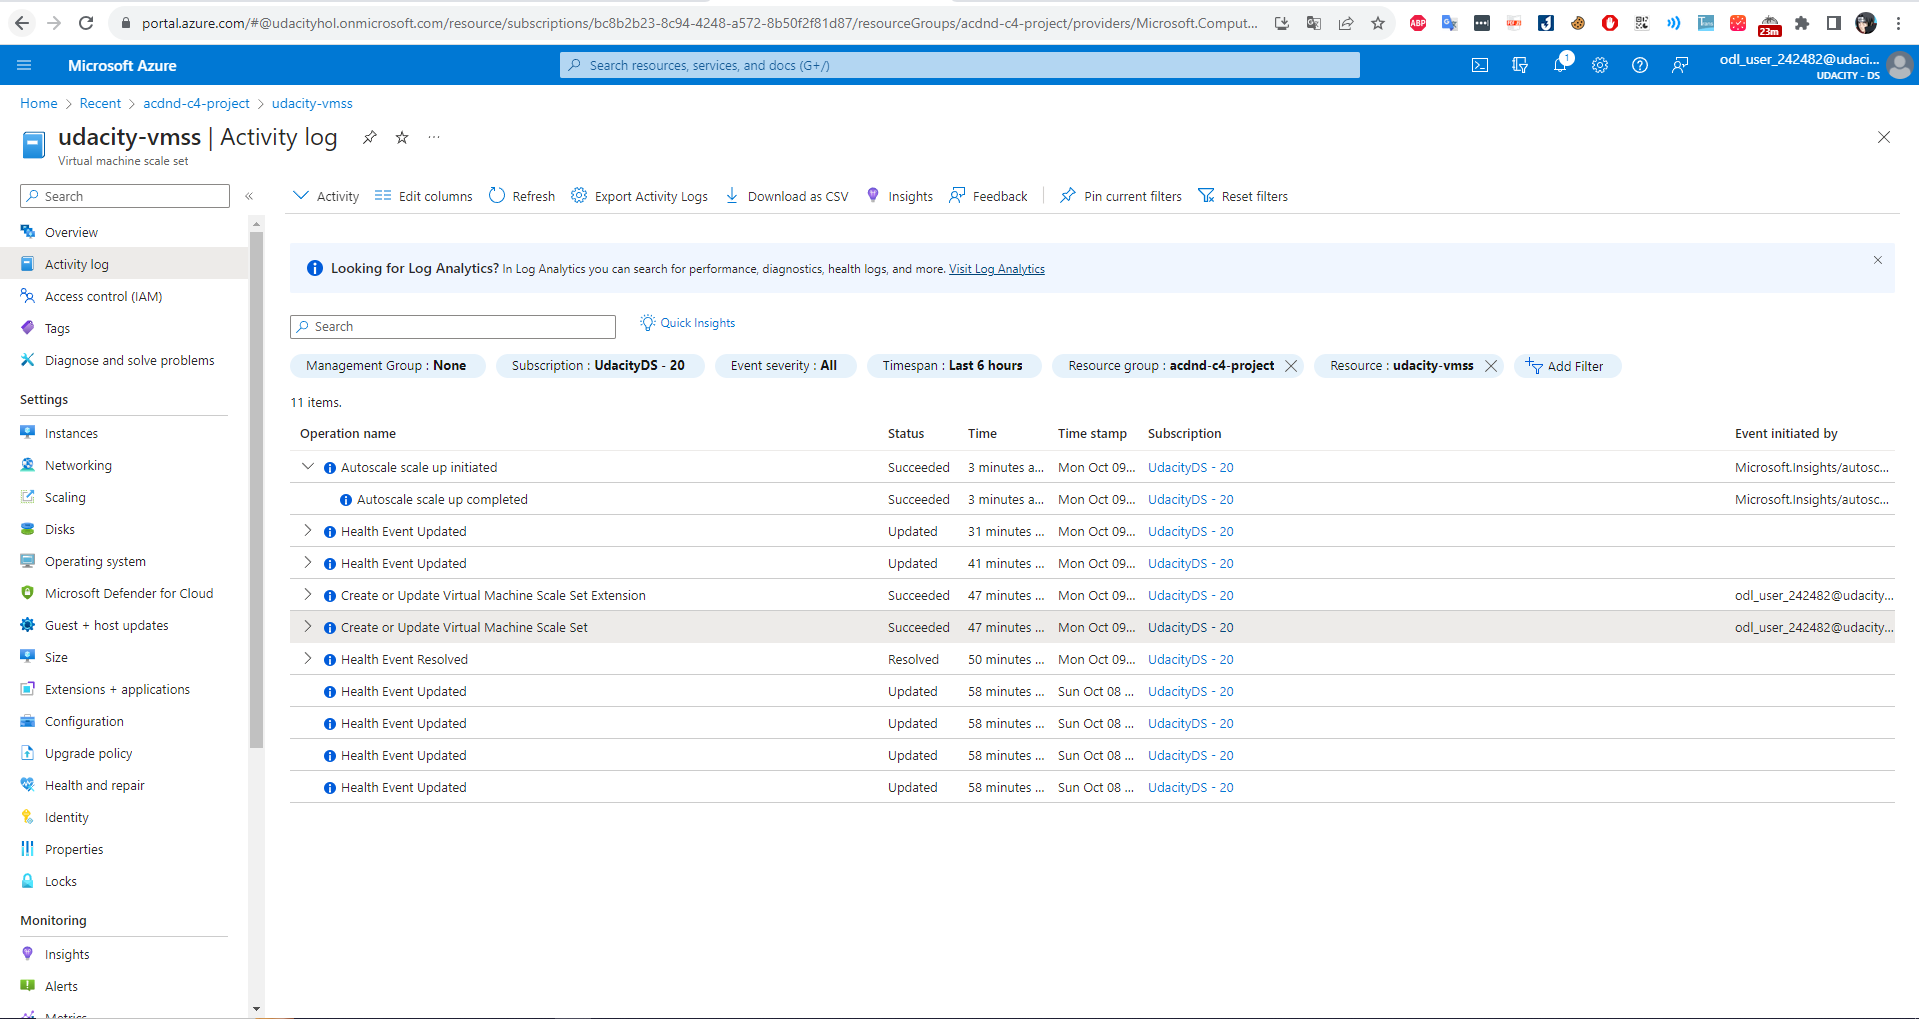 portal.azure.com/#@udacityhol.onmicrosoft.com/resource/subscriptions/bc8b2b23-8c94-4248-a572-8b50f2f81d87/resourceGroups/acdnd-c4-project/providers/Microsoft.Comput...
ABP
23m
Microsoft Azure
Search resources, services, and docs (G+/)
1
odl_user_242482@udaci...
UDACITY - DS
Home > Recent > acdnd-c4-project > udacity-vmss
udacity-vmss | Activity log
Virtual machine scale set
Search
Activity
Edit columns
Refresh
Export Activity Logs
Download as CSV
Insights
Feedback
Pin current filters
Reset filters
Overview
Activity log
Access control (IAM)
Tags
Diagnose and solve problems
Settings
Instances
Networking
Scaling
Disks
Operating system
Microsoft Defender for Cloud
Guest + host updates
Size
Extensions + applications
Configuration
Upgrade policy
Health and repair
Identity
Properties
Locks
Monitoring
Insights
Alerts
Metrics
Looking for Log Analytics? In Log Analytics you can search for performance, diagnostics, health logs, and more. Visit Log Analytics
Search
Quick Insights
Management Group : None
Subscription : UdacityDS - 20
Event severity : All
Timespan : Last 6 hours
Resource group : acdnd-c4-project
Resource : udacity-vmss
Add Filter
11 items.
Operation name Status Time Time stamp Subscription Event initiated by
Autoscale scale up initiated Succeeded 3 minutes a... Mon Oct 09... UdacityDS - 20 Microsoft.Insights/autosc...
Autoscale scale up completed Succeeded 3 minutes a... Mon Oct 09... UdacityDS - 20 Microsoft.Insights/autosc...
Health Event Updated Updated 31 minutes ... Mon Oct 09... UdacityDS - 20
Health Event Updated Updated 41 minutes ... Mon Oct 09... UdacityDS - 20
Create or Update Virtual Machine Scale Set Extension Succeeded 47 minutes ... Mon Oct 09... UdacityDS - 20 odl_user_242482@udacity...
Create or Update Virtual Machine Scale Set Succeeded 47 minutes ... Mon Oct 09... UdacityDS - 20 odl_user_242482@udacity...
Health Event Resolved Resolved 50 minutes ... Mon Oct 09... UdacityDS - 20
Health Event Updated Updated 58 minutes ... Sun Oct 08 ... UdacityDS - 20
Health Event Updated Updated 58 minutes ... Sun Oct 08 ... UdacityDS - 20
Health Event Updated Updated 58 minutes ... Sun Oct 08 ... UdacityDS - 20
Health Event Updated Updated 58 minutes ... Sun Oct 08 ... UdacityDS - 20